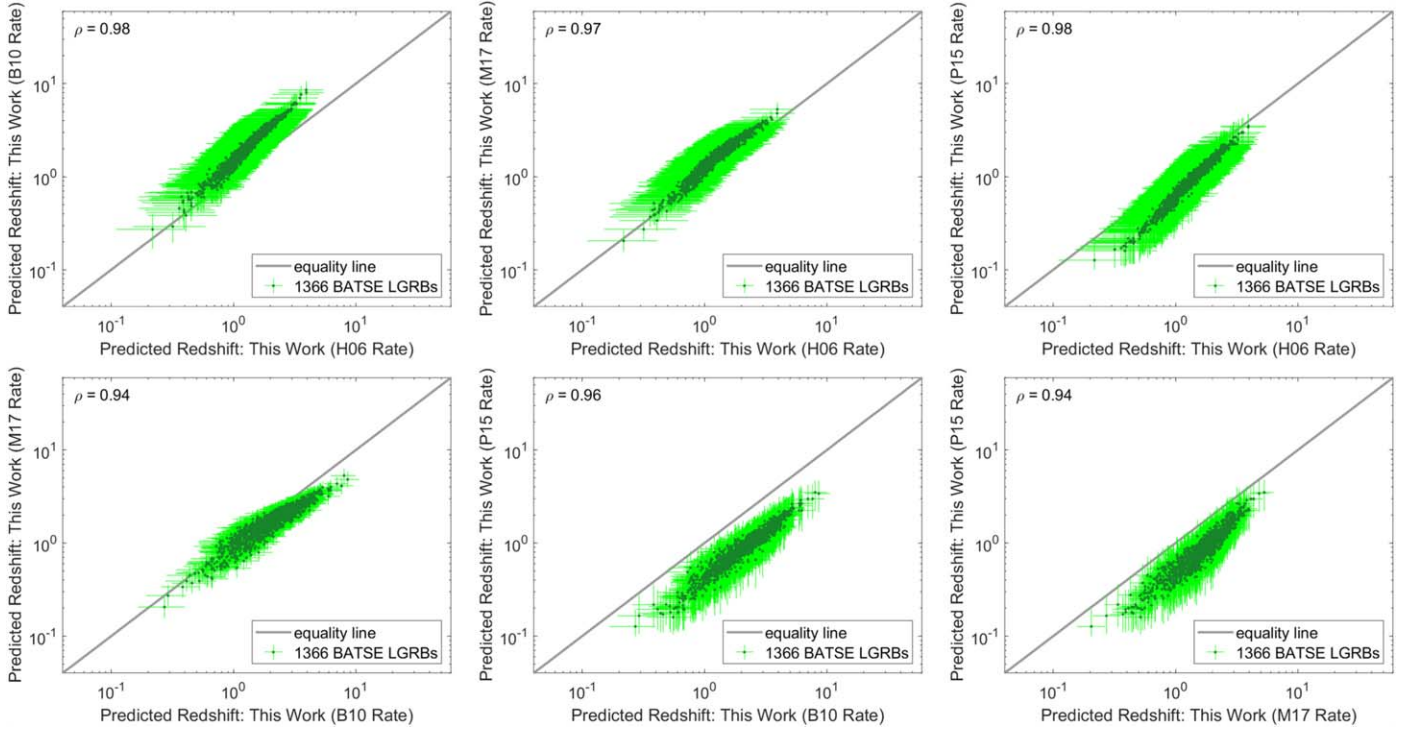 ρ = 0.98
Predicted Redshift: This Work (B10 Rate)
10^1
10^0
10^-1
equality line
1366 BATSE LGRBs
10^-1 10^0 10^1
Predicted Redshift: This Work (H06 Rate)
ρ = 0.97
Predicted Redshift: This Work (M17 Rate)
10^1
10^0
10^-1
equality line
1366 BATSE LGRBs
10^-1 10^0 10^1
Predicted Redshift: This Work (H06 Rate)
ρ = 0.98
Predicted Redshift: This Work (P15 Rate)
10^1
10^0
10^-1
equality line
1366 BATSE LGRBs
10^-1 10^0 10^1
Predicted Redshift: This Work (H06 Rate)
ρ = 0.94
Predicted Redshift: This Work (M17 Rate)
10^1
10^0
10^-1
equality line
1366 BATSE LGRBs
10^-1 10^0 10^1
Predicted Redshift: This Work (B10 Rate)
ρ = 0.96
Predicted Redshift: This Work (P15 Rate)
10^1
10^0
10^-1
equality line
1366 BATSE LGRBs
10^-1 10^0 10^1
Predicted Redshift: This Work (B10 Rate)
ρ = 0.94
Predicted Redshift: This Work (P15 Rate)
10^1
10^0
10^-1
equality line
1366 BATSE LGRBs
10^-1 10^0 10^1
Predicted Redshift: This Work (M17 Rate)